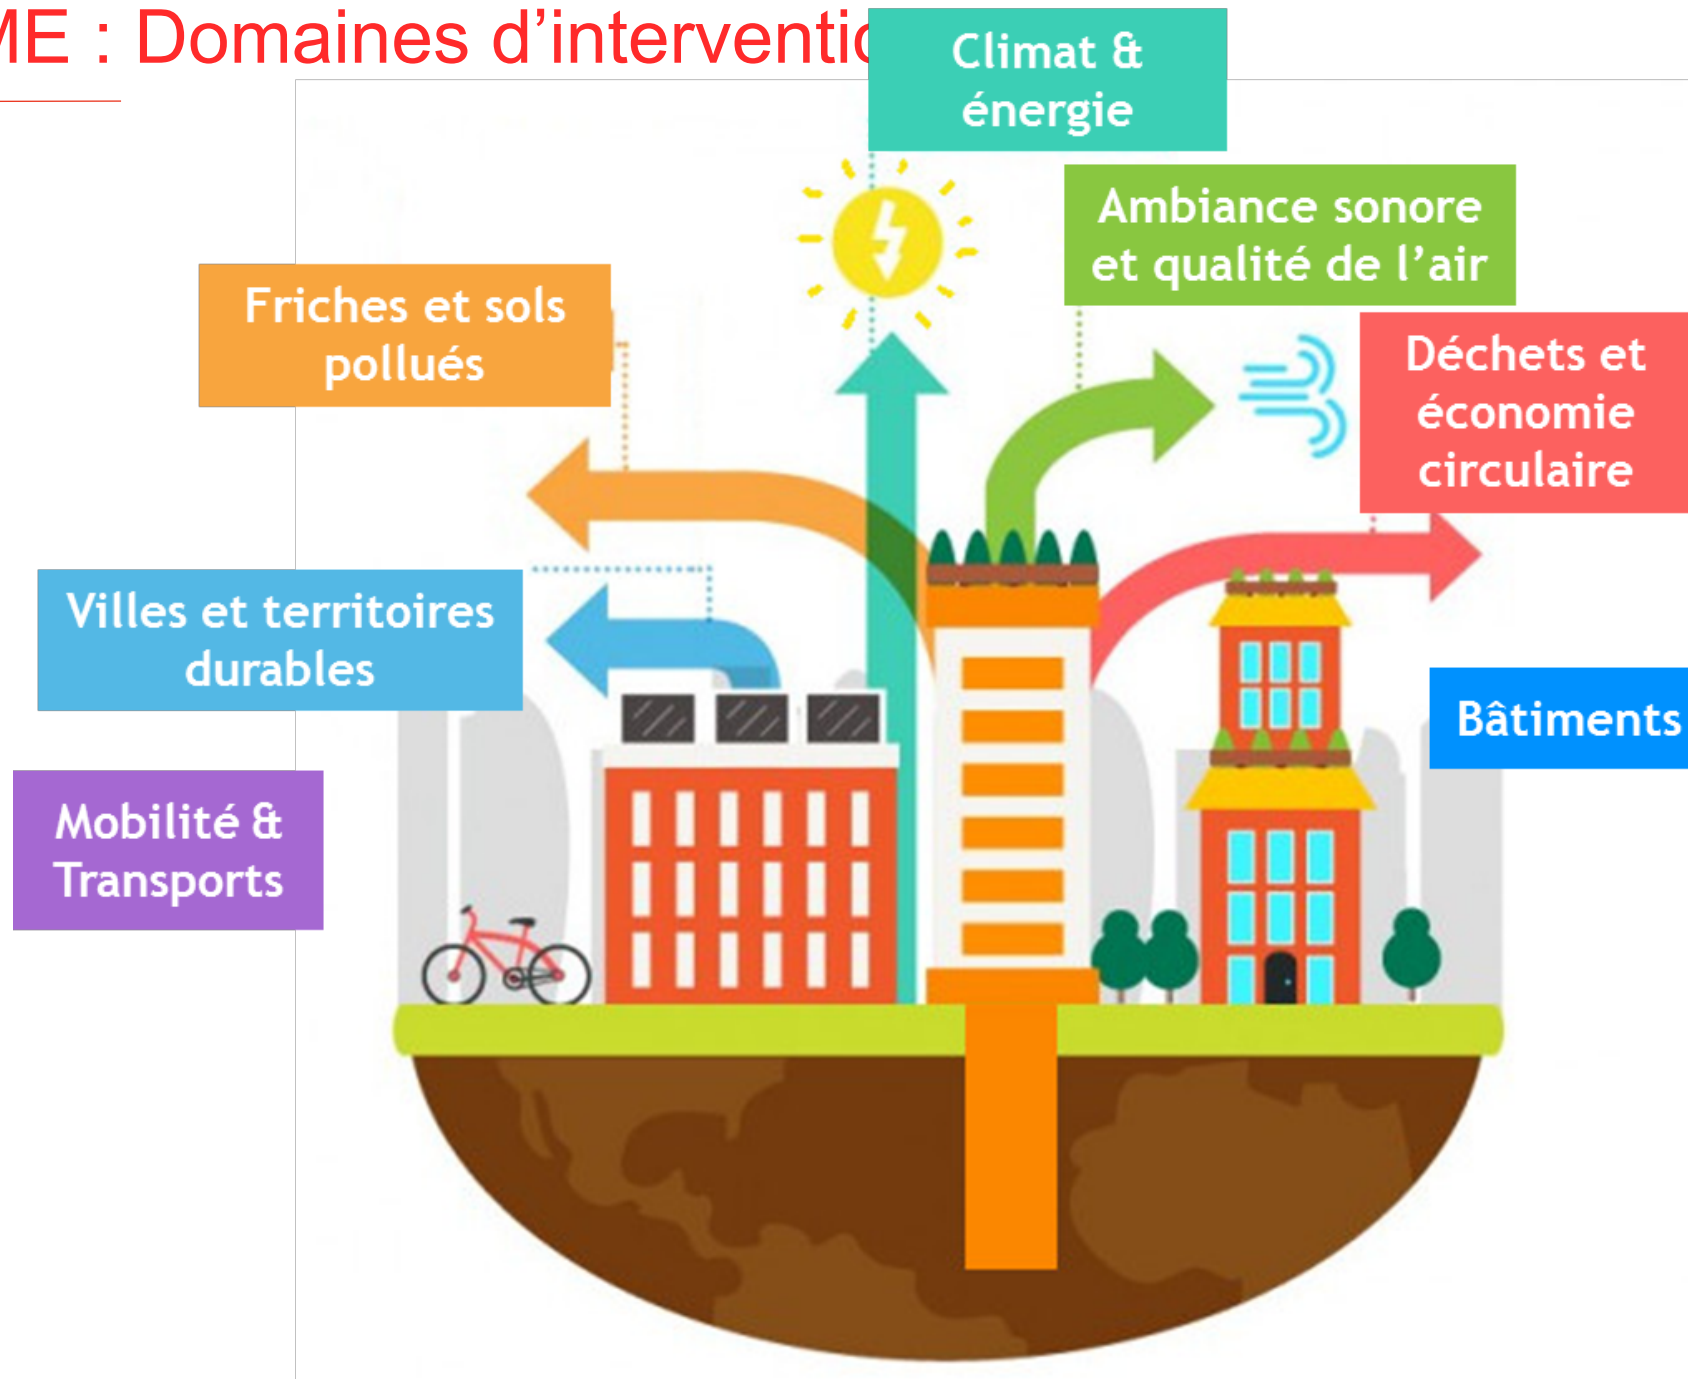 ME : Domaines d’interventio
Climat &
énergie
Ambiance sonore
et qualité de l’air
Friches et sols
pollués
Déchets et
économie
circulaire
Villes et territoires
durables
Bâtiments
Mobilité &
Transports